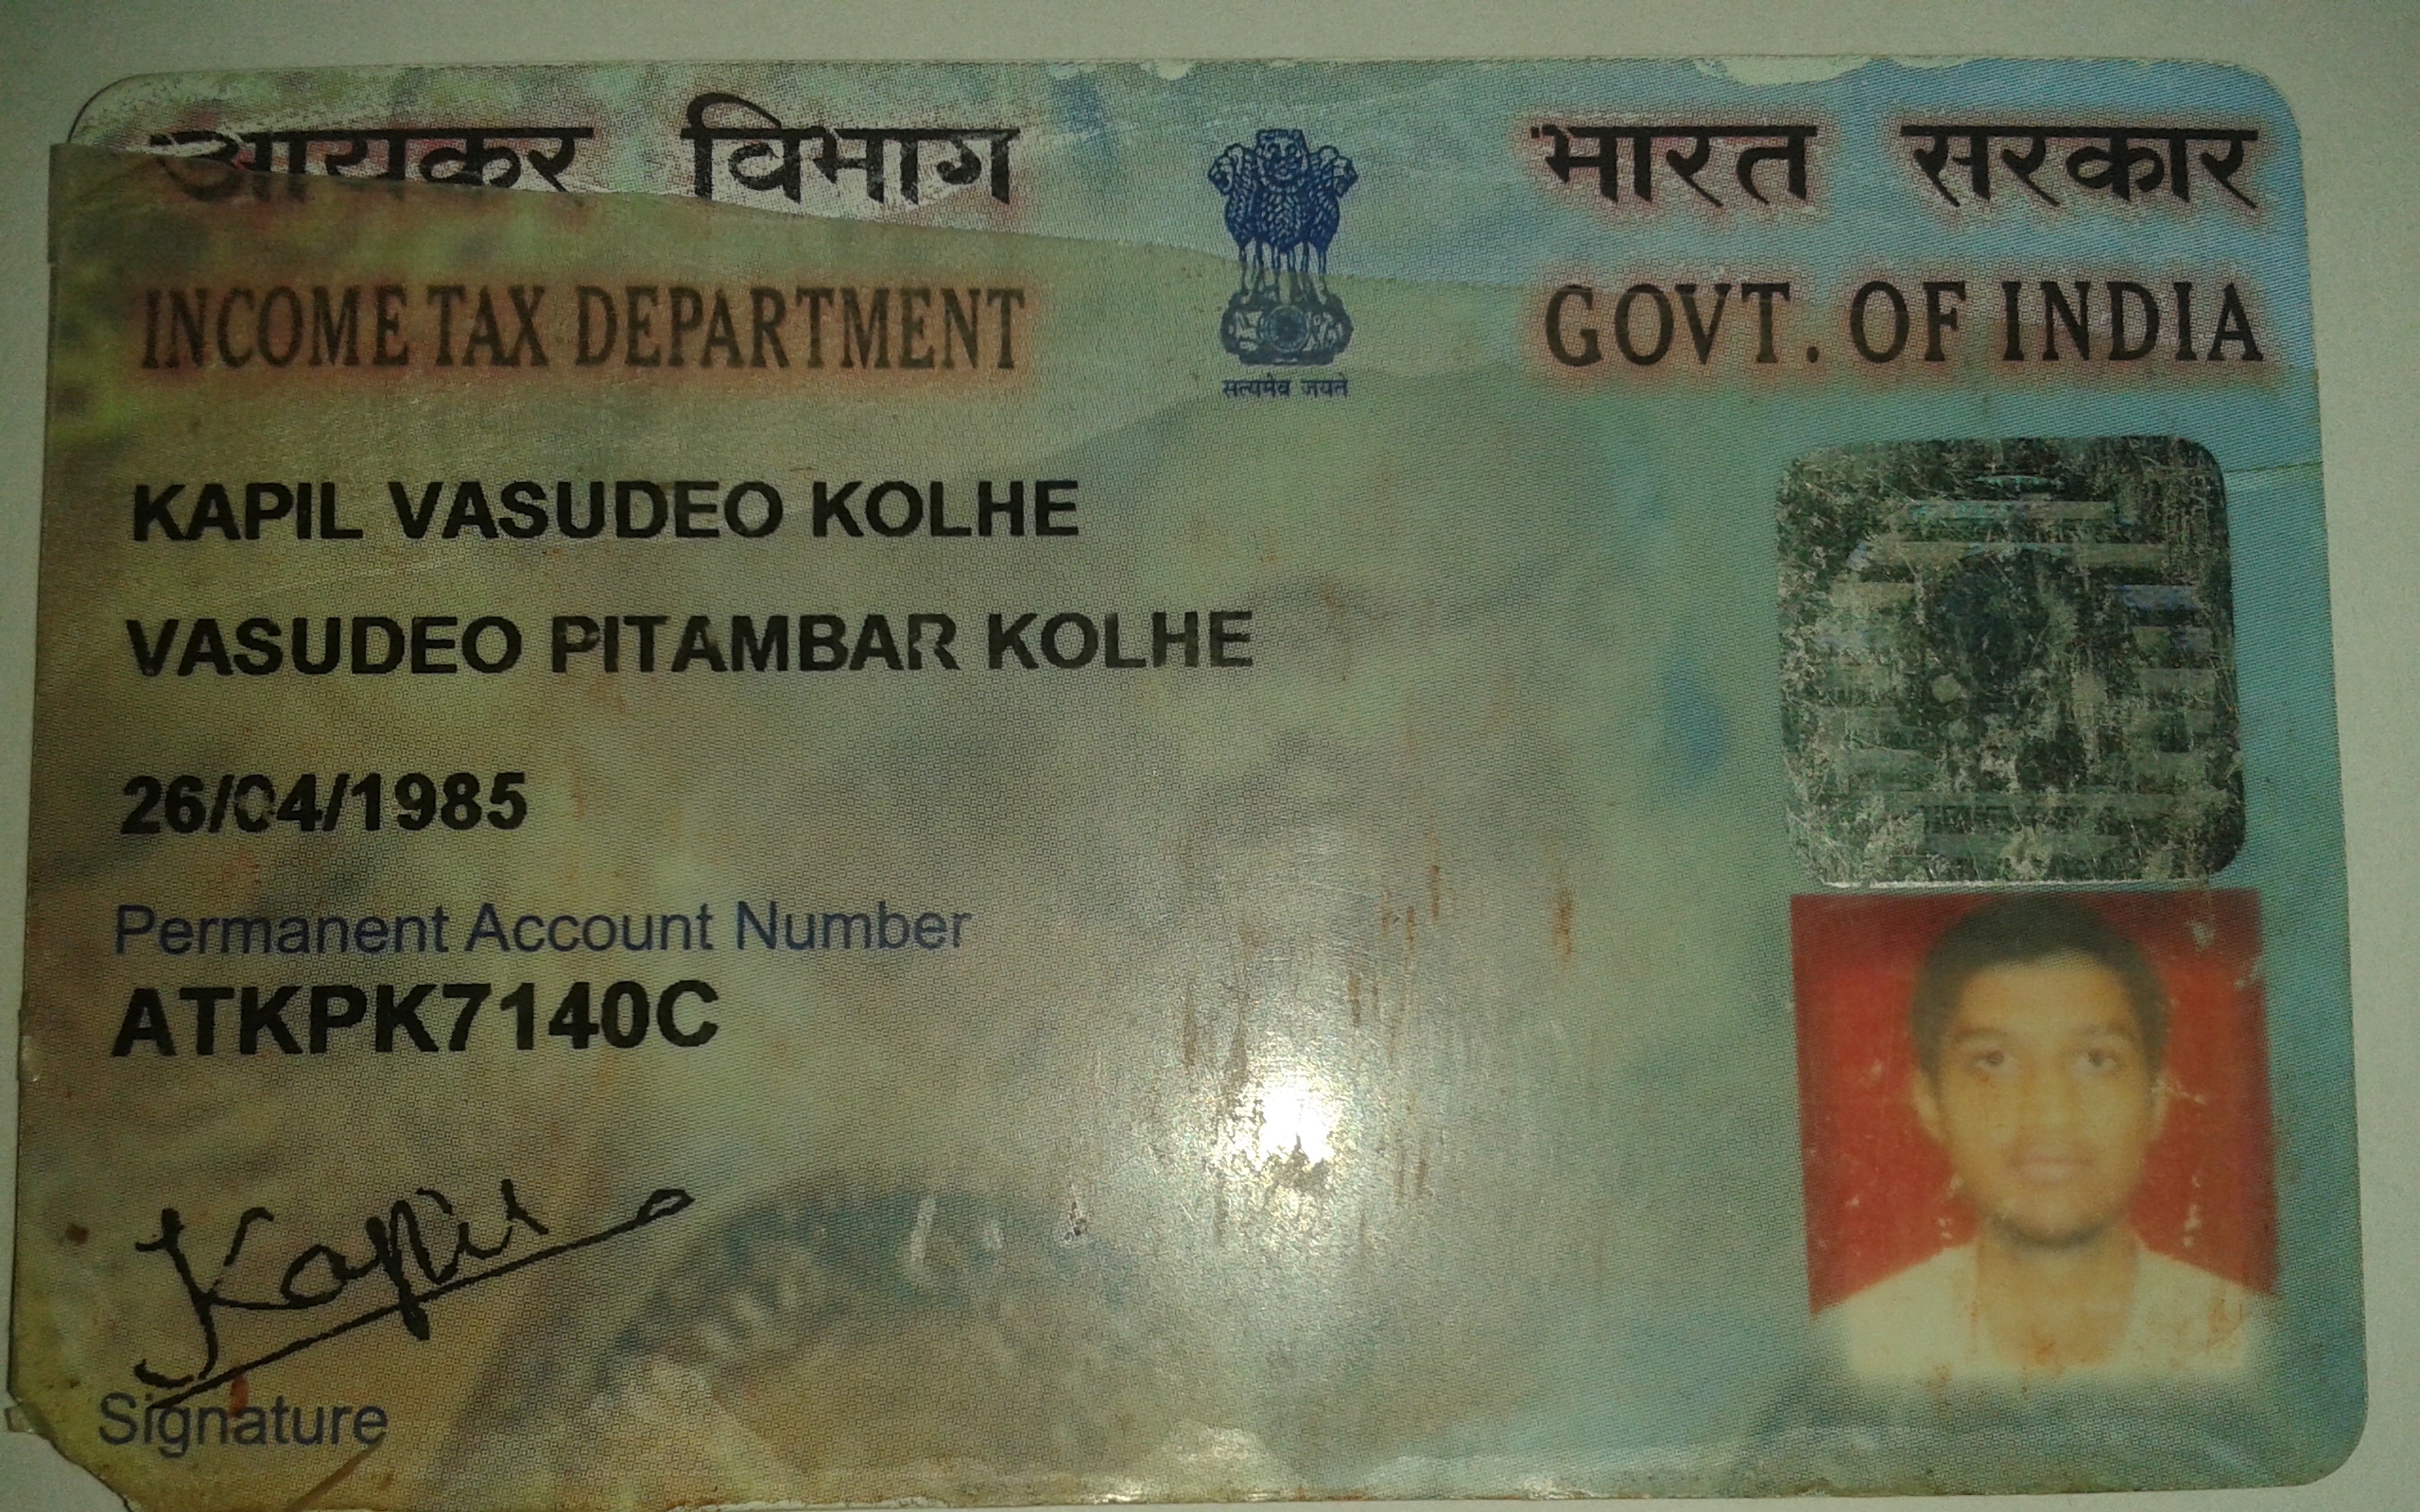 आयकर विभाग
भारत सरकार
INCOME TAX DEPARTMENT
GOVT. OF INDIA
सत्यमेव जयते
KAPIL VASUDEO KOLHE
VASUDEO PITAMBAR KOLHE
26/04/1985
Permanent Account Number
ATKPK7140C
Kapil
Signature